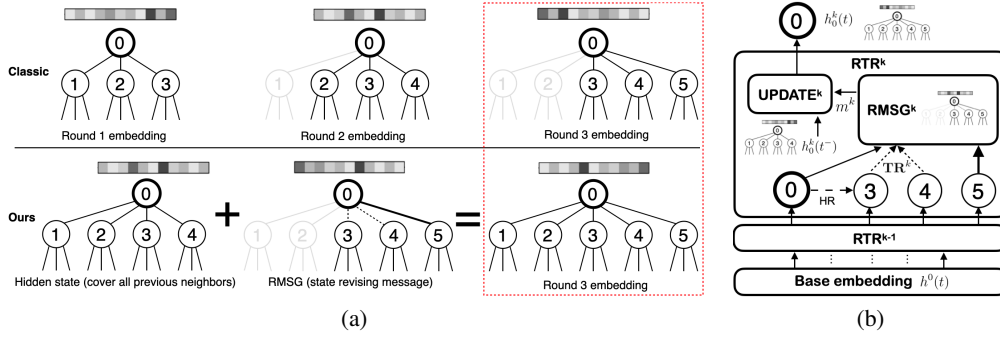 Classic
0
1 2 3
Round 1 embedding
0
1 2 3 4
Round 2 embedding
0
1 2 3 4 5
Round 3 embedding
Ours
0
1 2 3 4
Hidden state (cover all previous neighbors)
+
0
1 2 3 4 5
RMSG (state revising message)
=
0
1 2 3 4 5
Round 3 embedding
(a)
0 h₀ᵏ(t)
RTRᵏ
UPDATEᵏ
mᵏ
RMSGᵏ
h₀ᵏ(t⁻)
TRᵏ
0 HR 3 4 5
RTRᵏ⁻¹
Base embedding h⁰(t)
(b)